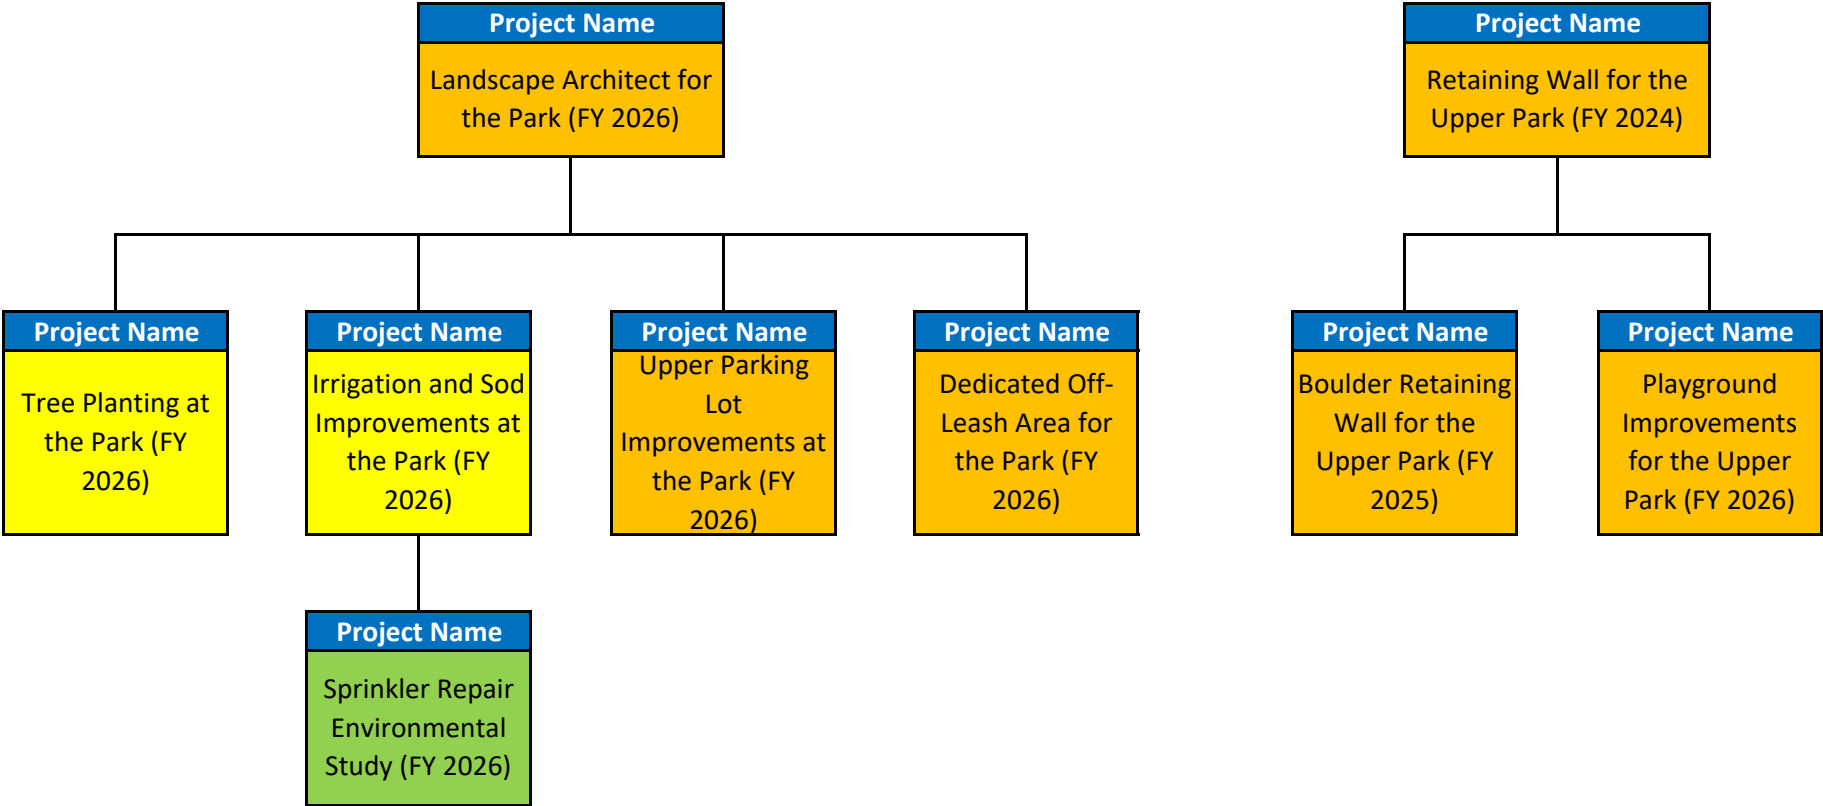 Project Name
Landscape Architect for
the Park (FY 2026)
Project Name
Retaining Wall for the
Upper Park (FY 2024)
Project Name
Tree Planting at
the Park (FY
2026)
Project Name
Irrigation and Sod
Improvements at
the Park (FY
2026)
Project Name
Upper Parking
Lot
Improvements at
the Park (FY
2026)
Project Name
Dedicated Off-
Leash Area for
the Park (FY
2026)
Project Name
Boulder Retaining
Wall for the
Upper Park (FY
2025)
Project Name
Playground
Improvements
for the Upper
Park (FY 2026)
Project Name
Sprinkler Repair
Environmental
Study (FY 2026)